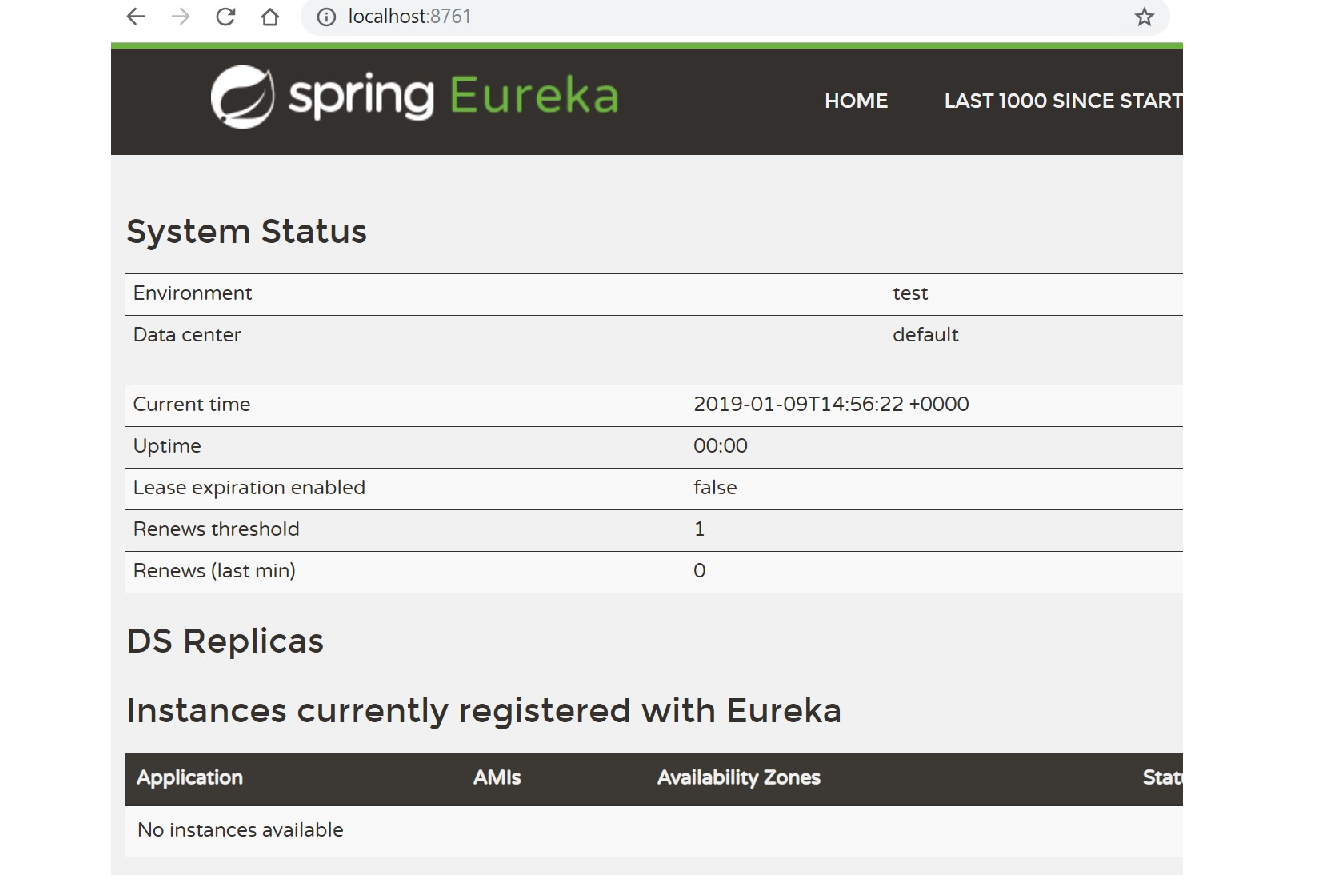 localhost:8761
spring Eureka HOME LAST 1000 SINCE START
System Status
Environment test
Data center default
Current time 2019-01-09T14:56:22 +0000
Uptime 00:00
Lease expiration enabled false
Renews threshold 1
Renews (last min) 0
DS Replicas
Instances currently registered with Eureka
Application AMIs Availability Zones Statu
No instances available